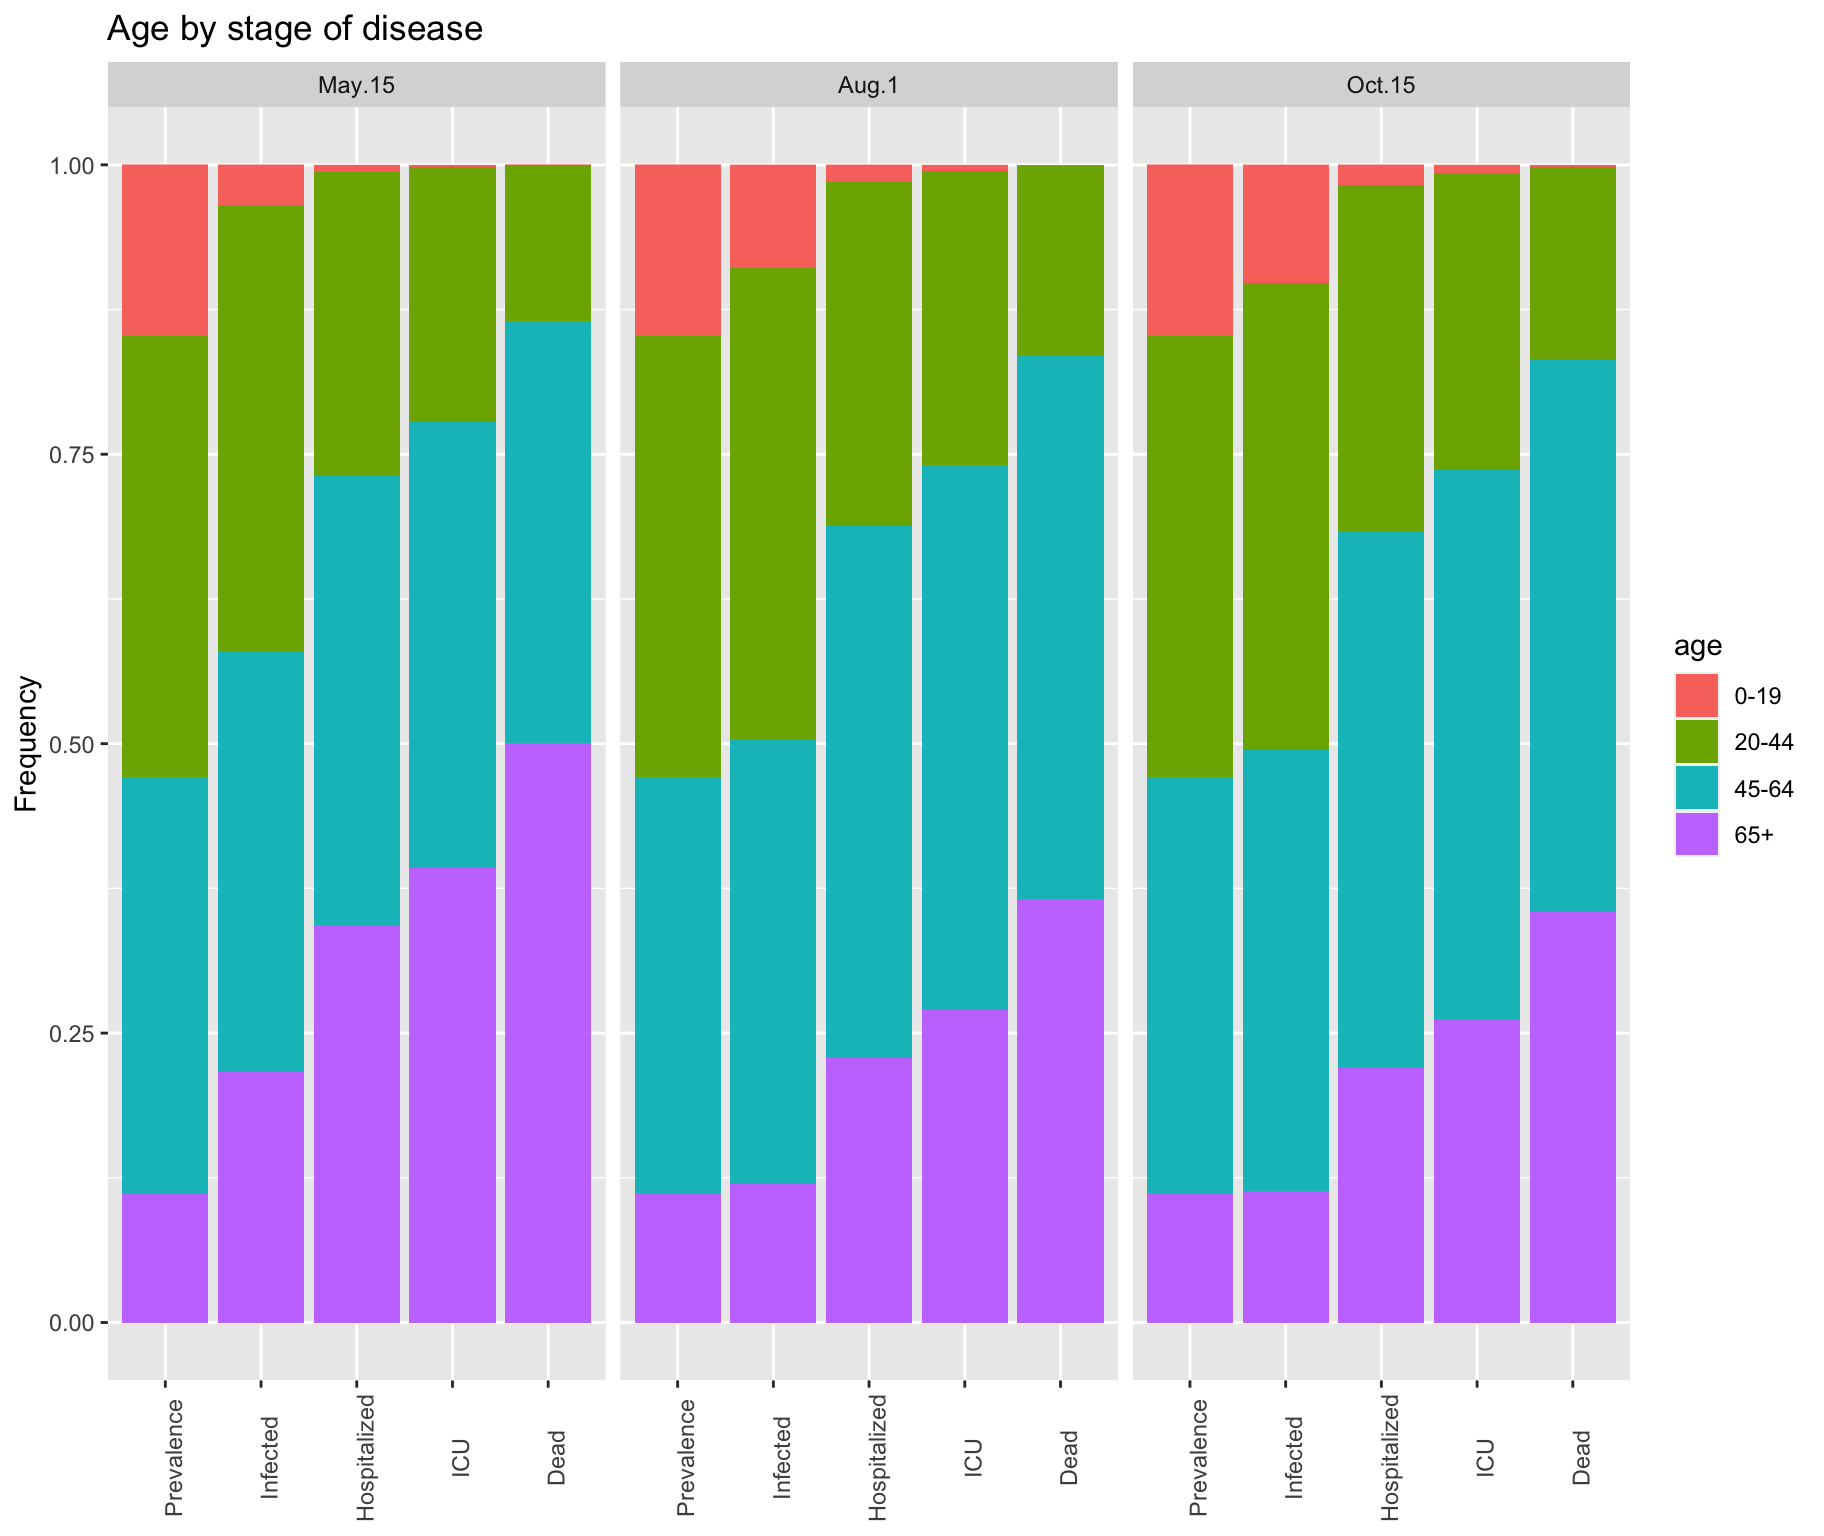 Age by stage of disease
May.15
Aug.1
Oct.15
1.00
0.75
0.50
0.25
0.00
Frequency
Prevalence
Infected
Hospitalized
ICU
Dead
Prevalence
Infected
Hospitalized
ICU
Dead
Prevalence
Infected
Hospitalized
ICU
Dead
age
0-19
20-44
45-64
65+